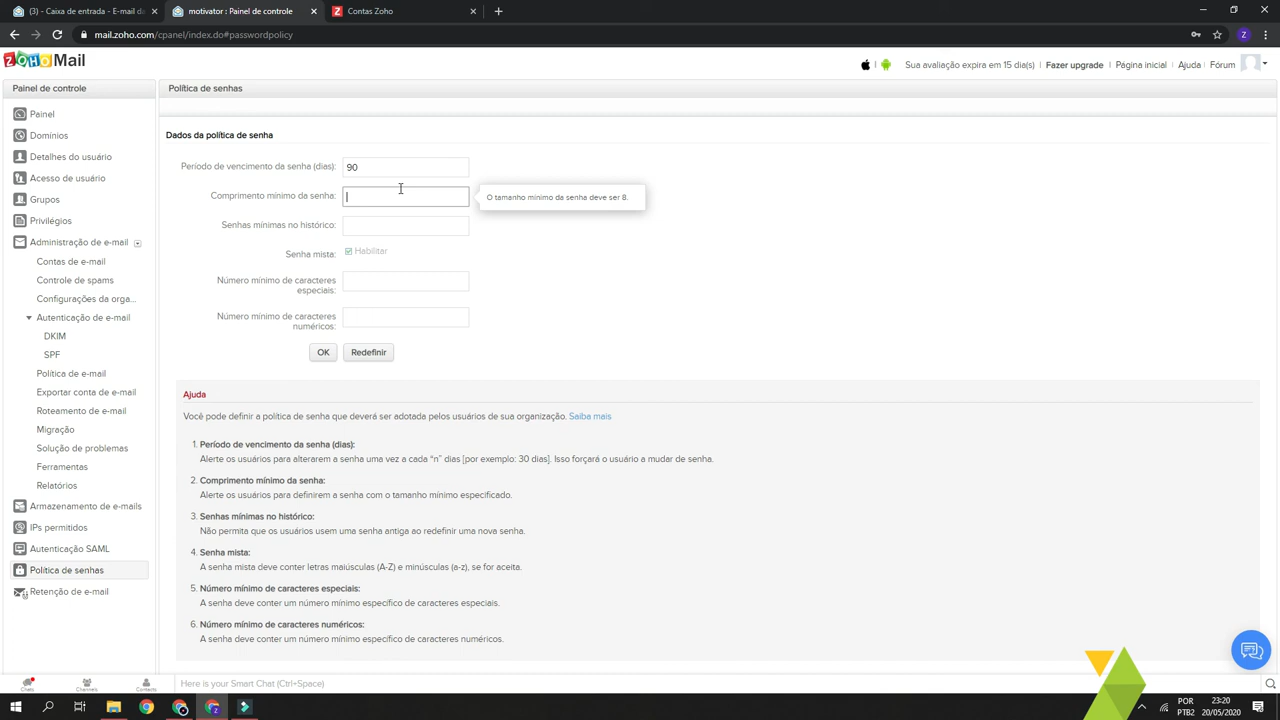 (3) - Caixa de entrada - E-mail da
motivatto : Painel de controle
Contas Zoho
mail.zoho.com/cpanel/index.do#passwordpolicy
Z
ZOHO Mail
Sua avaliação expira em 15 dia(s) Fazer upgrade Página inicial Ajuda Fórum
Painel de controle
Painel
Domínios
Detalhes do usuário
Acesso de usuário
Grupos
Privilégios
Administração de e-mail
Contas de e-mail
Controle de spams
Configurações da orga...
Autenticação de e-mail
DKIM
SPF
Política de e-mail
Exportar conta de e-mail
Roteamento de e-mail
Migração
Solução de problemas
Ferramentas
Relatórios
Armazenamento de e-mails
IPs permitidos
Autenticação SAML
Política de senhas
Retenção de e-mail
Política de senhas
Dados da política de senha
Período de vencimento da senha (dias): 90
Comprimento mínimo da senha:
O tamanho mínimo da senha deve ser 8.
Senhas mínimas no histórico:
Senha mista: Habilitar
Número mínimo de caracteres
especiais:
Número mínimo de caracteres
numéricos:
OK Redefinir
Ajuda
Você pode definir a política de senha que deverá ser adotada pelos usuários de sua organização. Saiba mais
1. Período de vencimento da senha (dias):
Alerte os usuários para alterarem a senha uma vez a cada "n" dias [por exemplo: 30 dias]. Isso forçará o usuário a mudar de senha.
2. Comprimento mínimo da senha:
Alerte os usuários para definirem a senha com o tamanho mínimo especificado.
3. Senhas mínimas no histórico:
Não permita que os usuários usem uma senha antiga ao redefinir uma nova senha.
4. Senha mista:
A senha mista deve conter letras maiúsculas (A-Z) e minúsculas (a-z), se for aceita.
5. Número mínimo de caracteres especiais:
A senha deve conter um número mínimo específico de caracteres especiais.
6. Número mínimo de caracteres numéricos:
A senha deve conter um número mínimo específico de caracteres numéricos.
Chats Channels Contacts
Here is your Smart Chat (Ctrl+Space)
POR
PTB2
23:20
20/05/2020